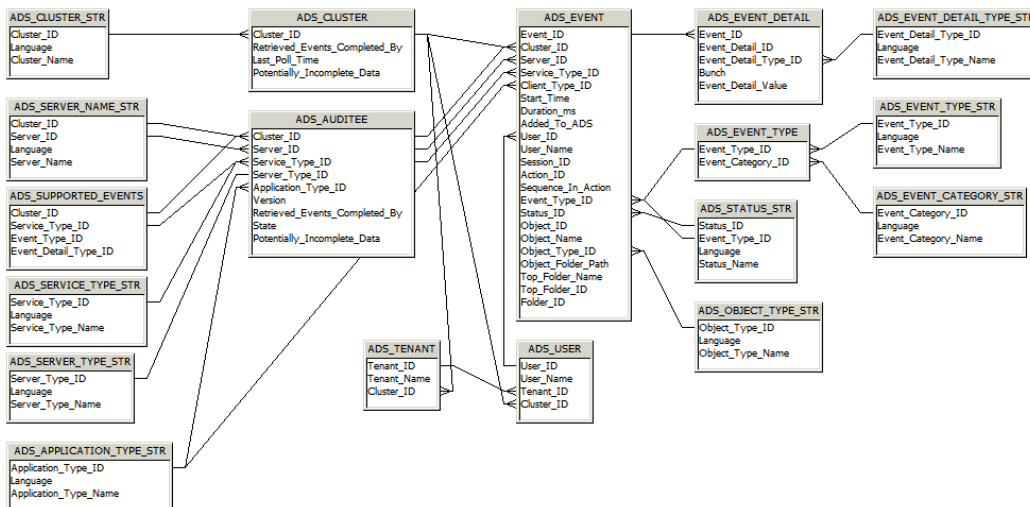 ADS_CLUSTER_STR
Cluster_ID
Language
Cluster_Name
ADS_CLUSTER
Cluster_ID
Retrieved_Events_Completed_By
Last_Poll_Time
Potentially_Incomplete_Data
ADS_EVENT
Event_ID
Cluster_ID
Server_ID
Service_Type_ID
Client_Type_ID
Start_Time
Duration_ms
Added_To_ADS
User_ID
User_Name
Session_ID
Action_ID
Sequence_In_Action
Event_Type_ID
Status_ID
Object_ID
Object_Name
Object_Type_ID
Object_Folder_Path
Top_Folder_Name
Top_Folder_ID
Folder_ID
ADS_EVENT_DETAIL
Event_ID
Event_Detail_ID
Event_Detail_Type_ID
Bunch
Event_Detail_Value
ADS_EVENT_DETAIL_TYPE_STR
Event_Detail_Type_ID
Language
Event_Detail_Type_Name
ADS_SERVER_NAME_STR
Cluster_ID
Server_ID
Language
Server_Name
ADS_AUDITEE
Cluster_ID
Server_ID
Service_Type_ID
Server_Type_ID
Application_Type_ID
Version
Retrieved_Events_Completed_By
State
Potentially_Incomplete_Data
ADS_EVENT_TYPE
Event_Type_ID
Event_Category_ID
ADS_EVENT_TYPE_STR
Event_Type_ID
Language
Event_Type_Name
ADS_SUPPORTED_EVENTS
Cluster_ID
Service_Type_ID
Event_Type_ID
Event_Detail_Type_ID
ADS_STATUS_STR
Status_ID
Event_Type_ID
Language
Status_Name
ADS_EVENT_CATEGORY_STR
Event_Category_ID
Language
Event_Category_Name
ADS_SERVICE_TYPE_STR
Service_Type_ID
Language
Service_Type_Name
ADS_OBJECT_TYPE_STR
Object_Type_ID
Language
Object_Type_Name
ADS_SERVER_TYPE_STR
Server_Type_ID
Language
Server_Type_Name
ADS_TENANT
Tenant_ID
Tenant_Name
Cluster_ID
ADS_USER
User_ID
User_Name
Tenant_ID
Cluster_ID
ADS_APPLICATION_TYPE_STR
Application_Type_ID
Language
Application_Type_Name